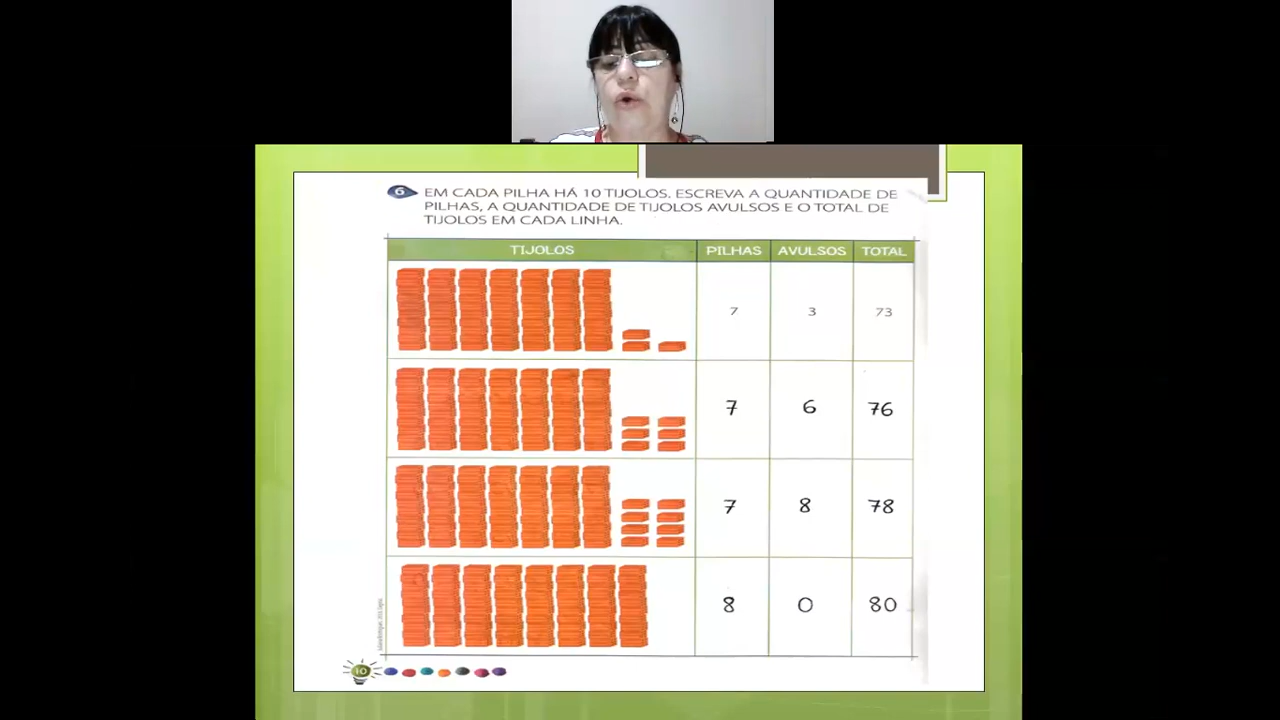 6 EM CADA PILHA HÁ 10 TIJOLOS. ESCREVA A QUANTIDADE DE
PILHAS, A QUANTIDADE DE TIJOLOS AVULSOS E O TOTAL DE
TIJOLOS EM CADA LINHA.
TIJOLOS PILHAS AVULSOS TOTAL
7 3 73
7 6 76
7 8 78
8 0 80
10